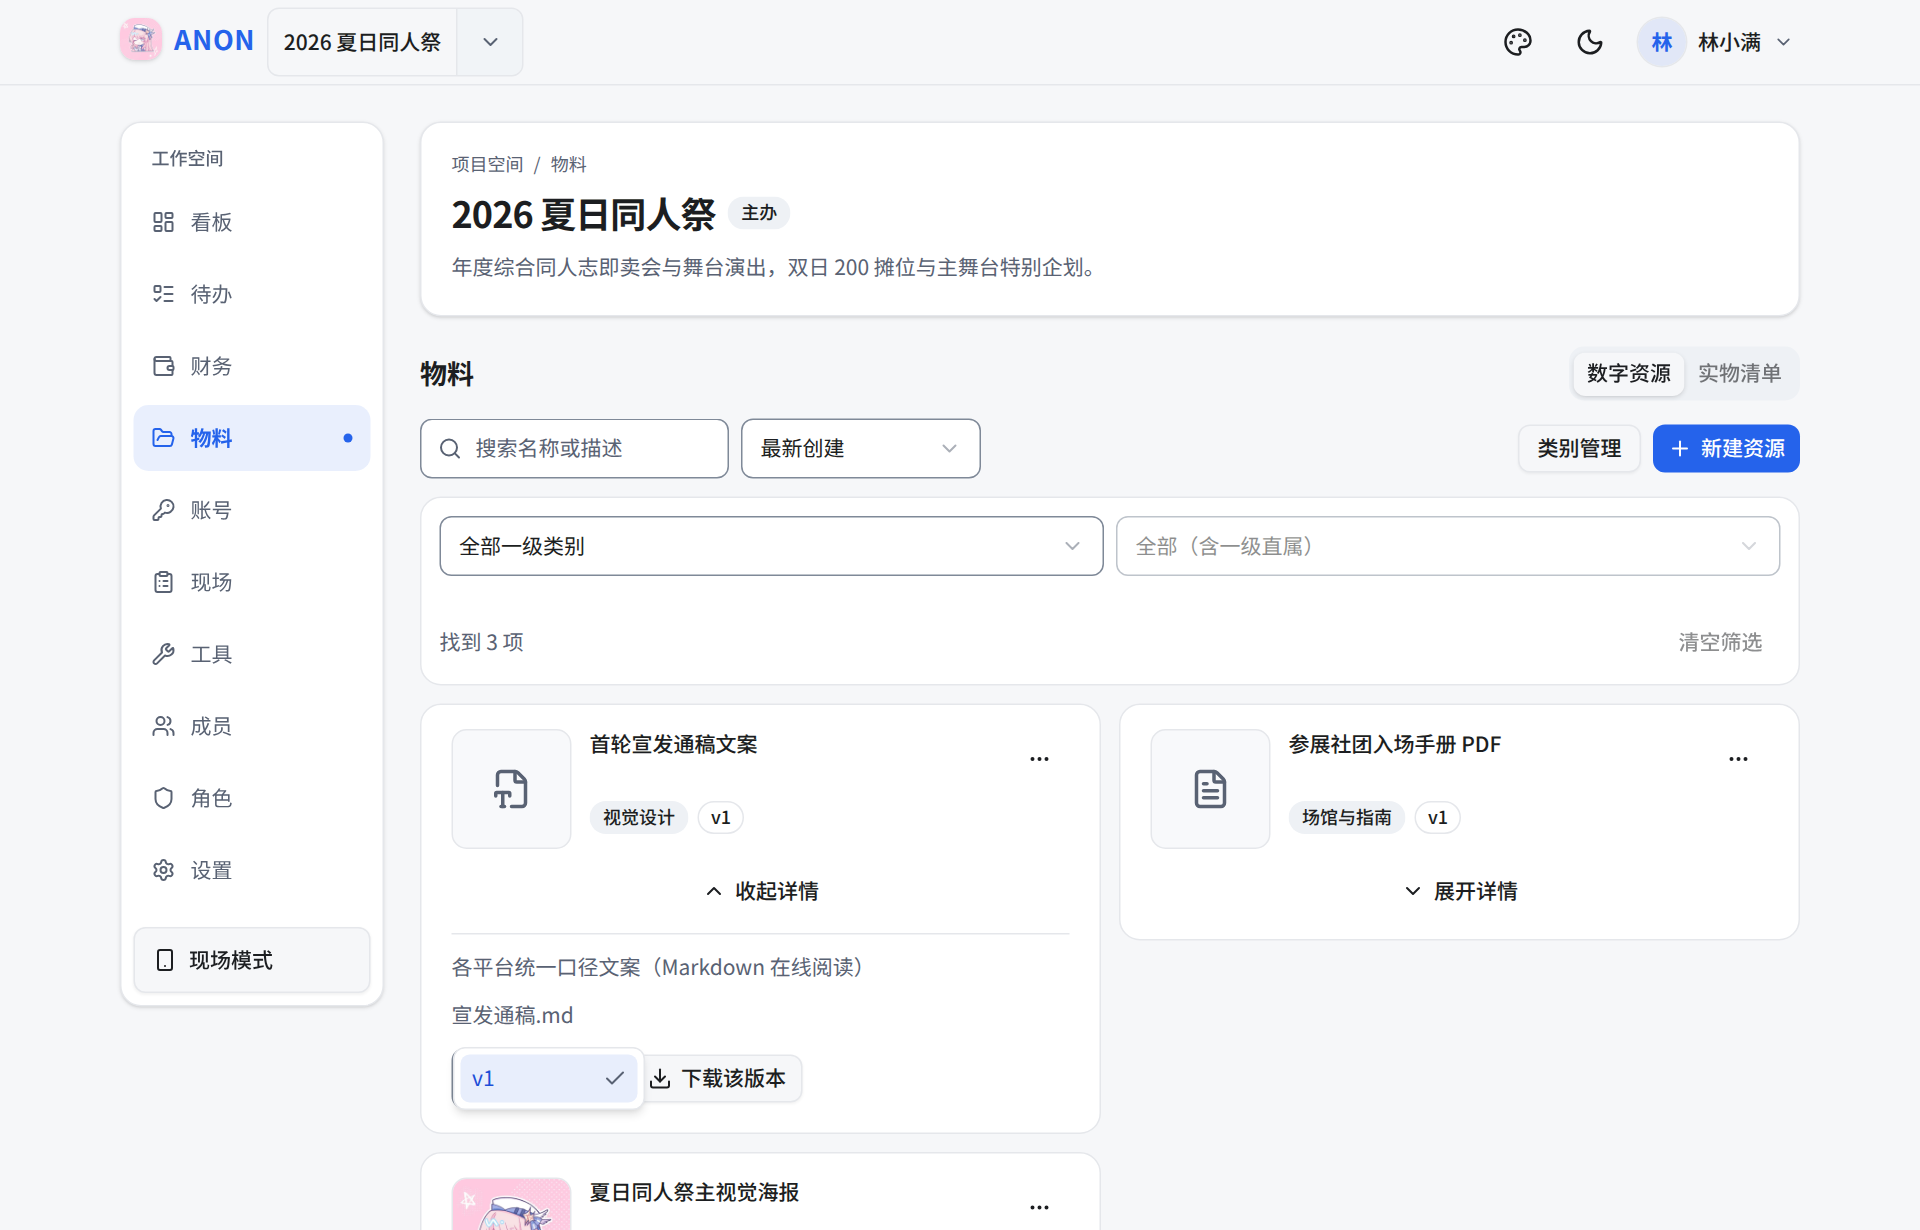 ANON
2026 夏日同人祭
林 林小满
工作空间
看板
待办
财务
物料
账号
现场
工具
成员
角色
设置
现场模式
项目空间 / 物料
2026 夏日同人祭 主办
年度综合同人志即卖会与舞台演出，双日 200 摊位与主舞台特别企划。
物料
数字资源 实物清单
搜索名称或描述 最新创建 类别管理 新建资源
全部一级类别 全部（含一级直属）
找到 3 项 清空筛选
首轮宣发通稿文案
视觉设计 v1
收起详情
各平台统一口径文案（Markdown 在线阅读）
宣发通稿.md
v1 下载该版本
参展社团入场手册 PDF
场馆与指南 v1
展开详情
夏日同人祭主视觉海报